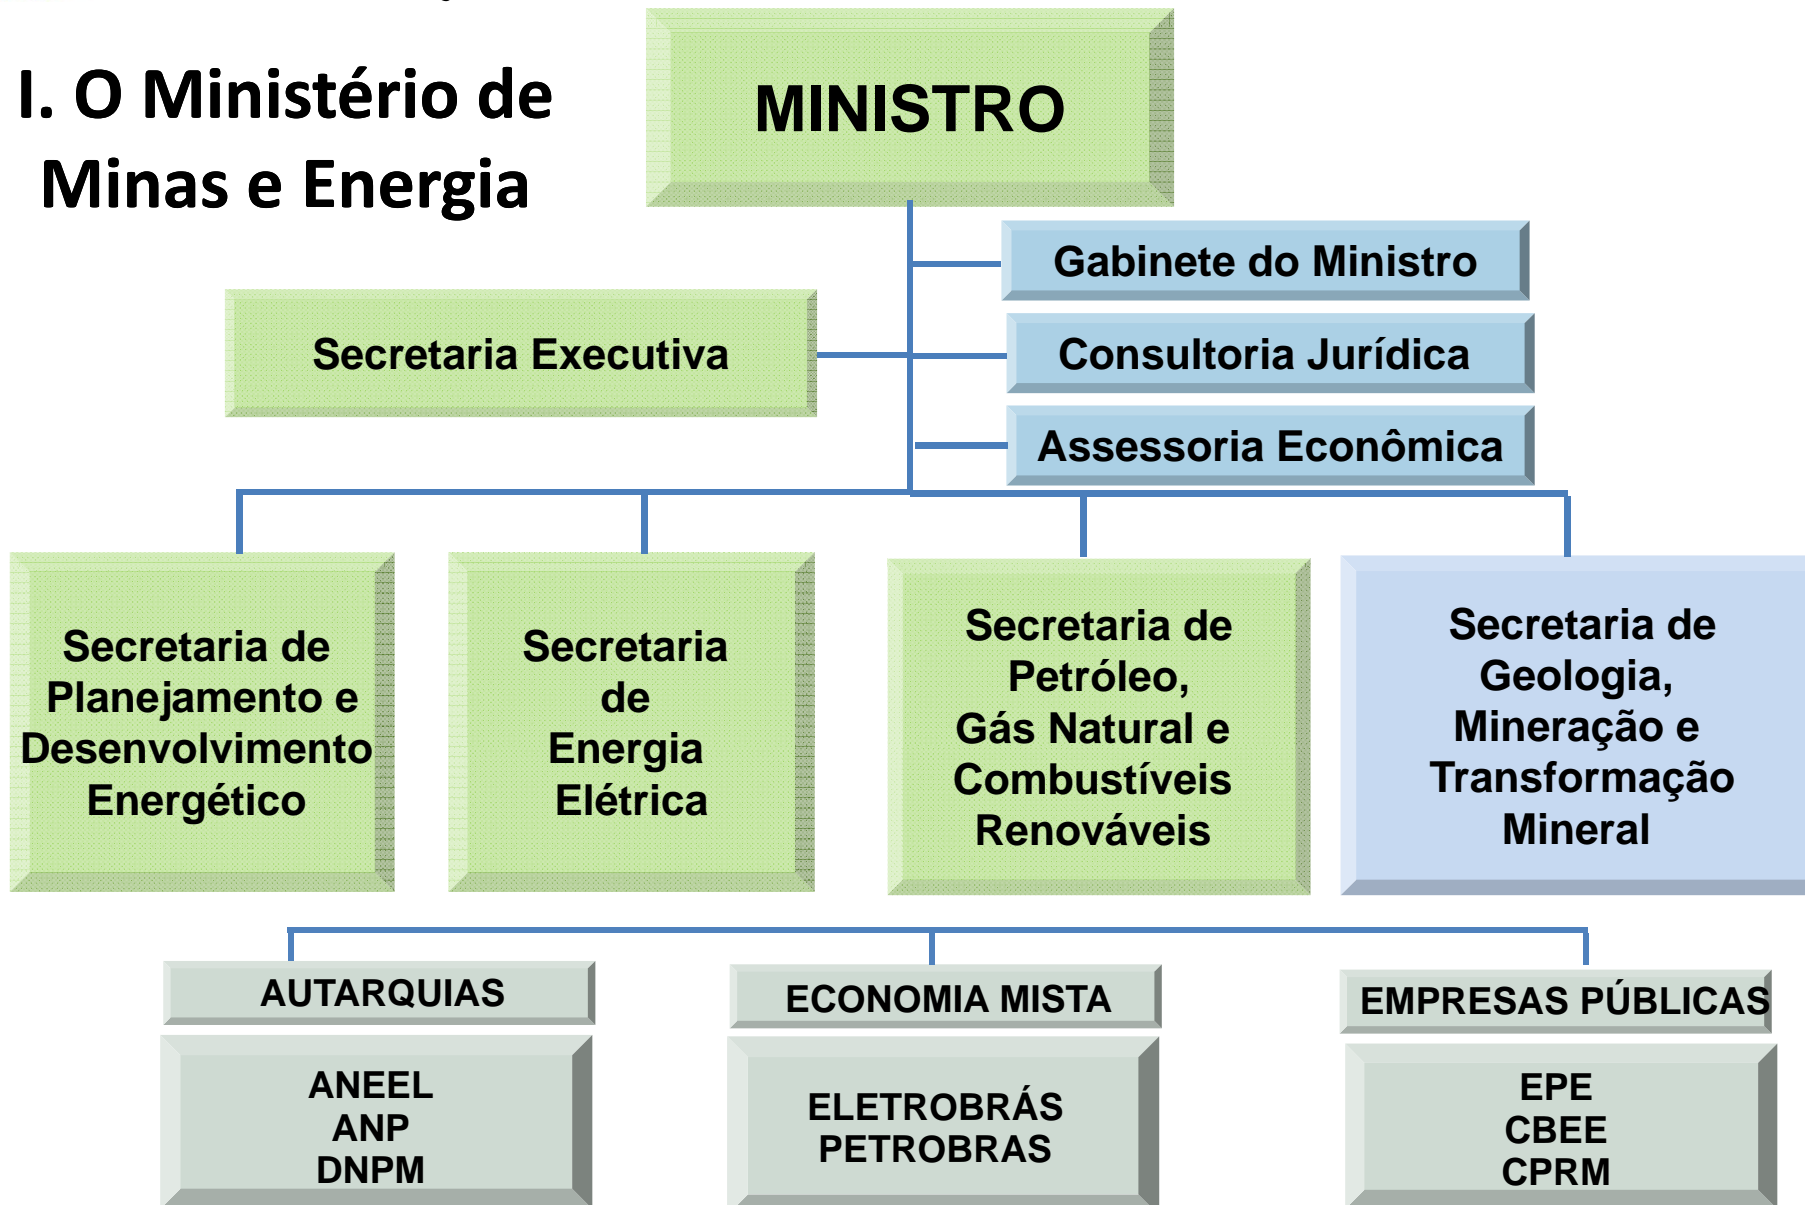 I. O Ministério de
Minas e Energia
MINISTRO
Gabinete do Ministro
Secretaria Executiva
Consultoria Jurídica
Assessoria Econômica
Secretaria de
Planejamento e
Desenvolvimento
Energético
Secretaria
de
Energia
Elétrica
Secretaria de
Petróleo,
Gás Natural e
Combustíveis
Renováveis
Secretaria de
Geologia,
Mineração e
Transformação
Mineral
AUTARQUIAS
ANEEL
ANP
DNPM
ECONOMIA MISTA
ELETROBRÁS
PETROBRAS
EMPRESAS PÚBLICAS
EPE
CBEE
CPRM